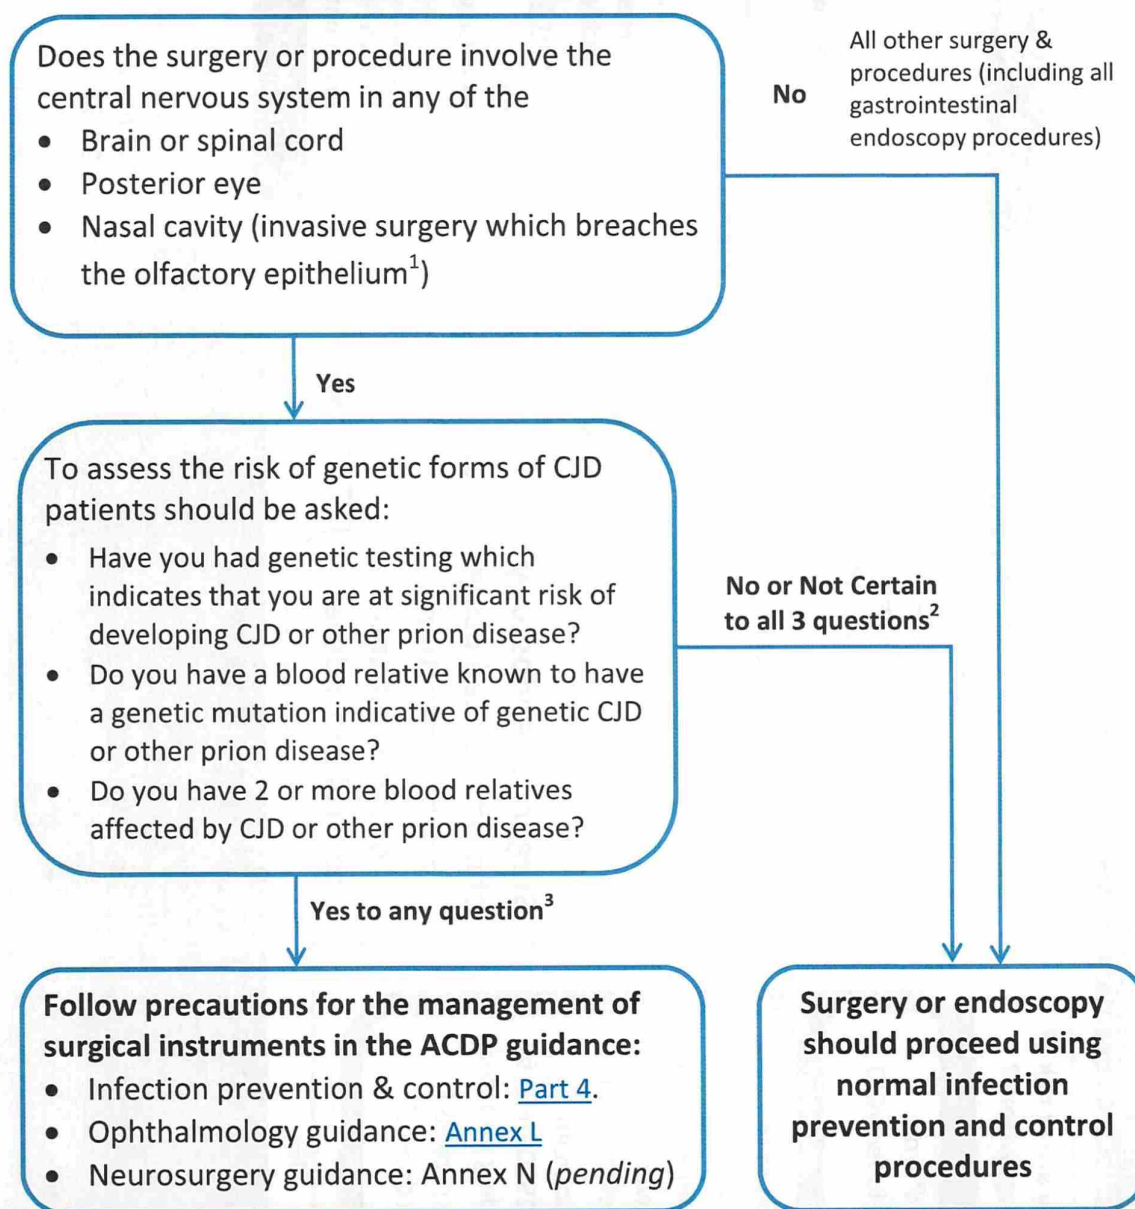 Does the surgery or procedure involve the
central nervous system in any of the
• Brain or spinal cord
• Posterior eye
• Nasal cavity (invasive surgery which breaches
the olfactory epithelium¹)
No
All other surgery &
procedures (including all
gastrointestinal
endoscopy procedures)
Yes
To assess the risk of genetic forms of CJD
patients should be asked:
• Have you had genetic testing which
indicates that you are at significant risk of
developing CJD or other prion disease?
• Do you have a blood relative known to have
a genetic mutation indicative of genetic CJD
or other prion disease?
• Do you have 2 or more blood relatives
affected by CJD or other prion disease?
No or Not Certain
to all 3 questions²
Yes to any question³
Follow precautions for the management of
surgical instruments in the ACDP guidance:
• Infection prevention & control: Part 4.
• Ophthalmology guidance: Annex L
• Neurosurgery guidance: Annex N (pending)
Surgery or endoscopy
should proceed using
normal infection
prevention and control
procedures